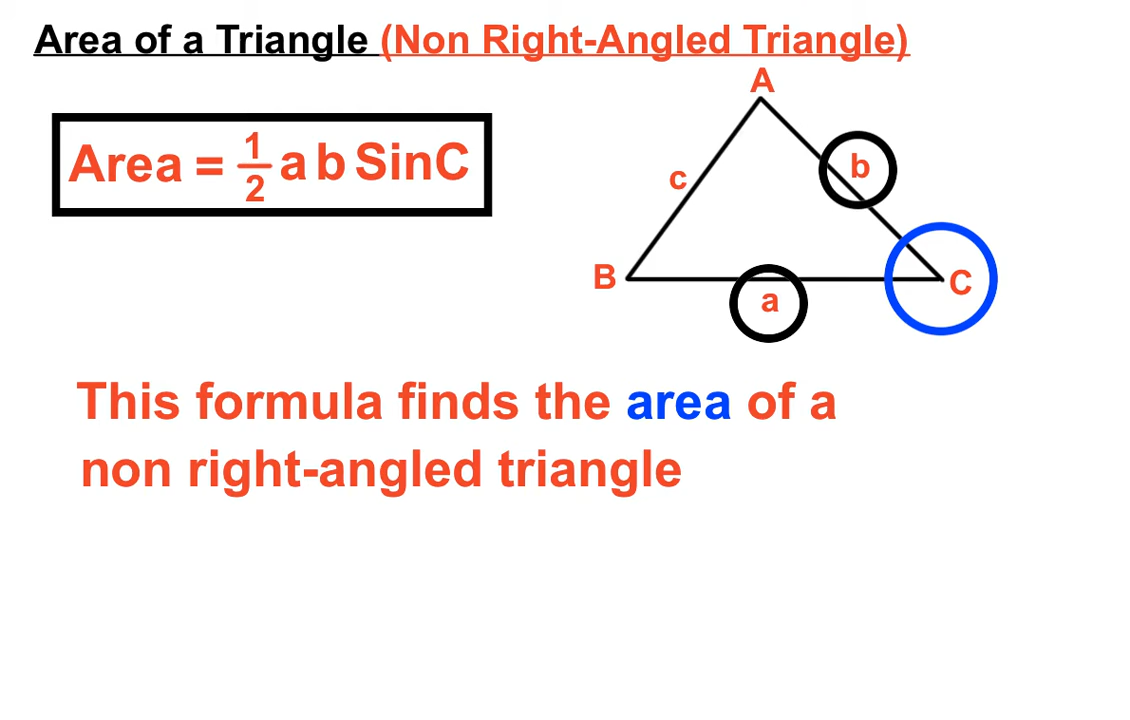 Area of a Triangle (Non Right-Angled Triangle)
A
Area = 1/2 a b SinC
b
c
B
C
a
This formula finds the area of a
non right-angled triangle